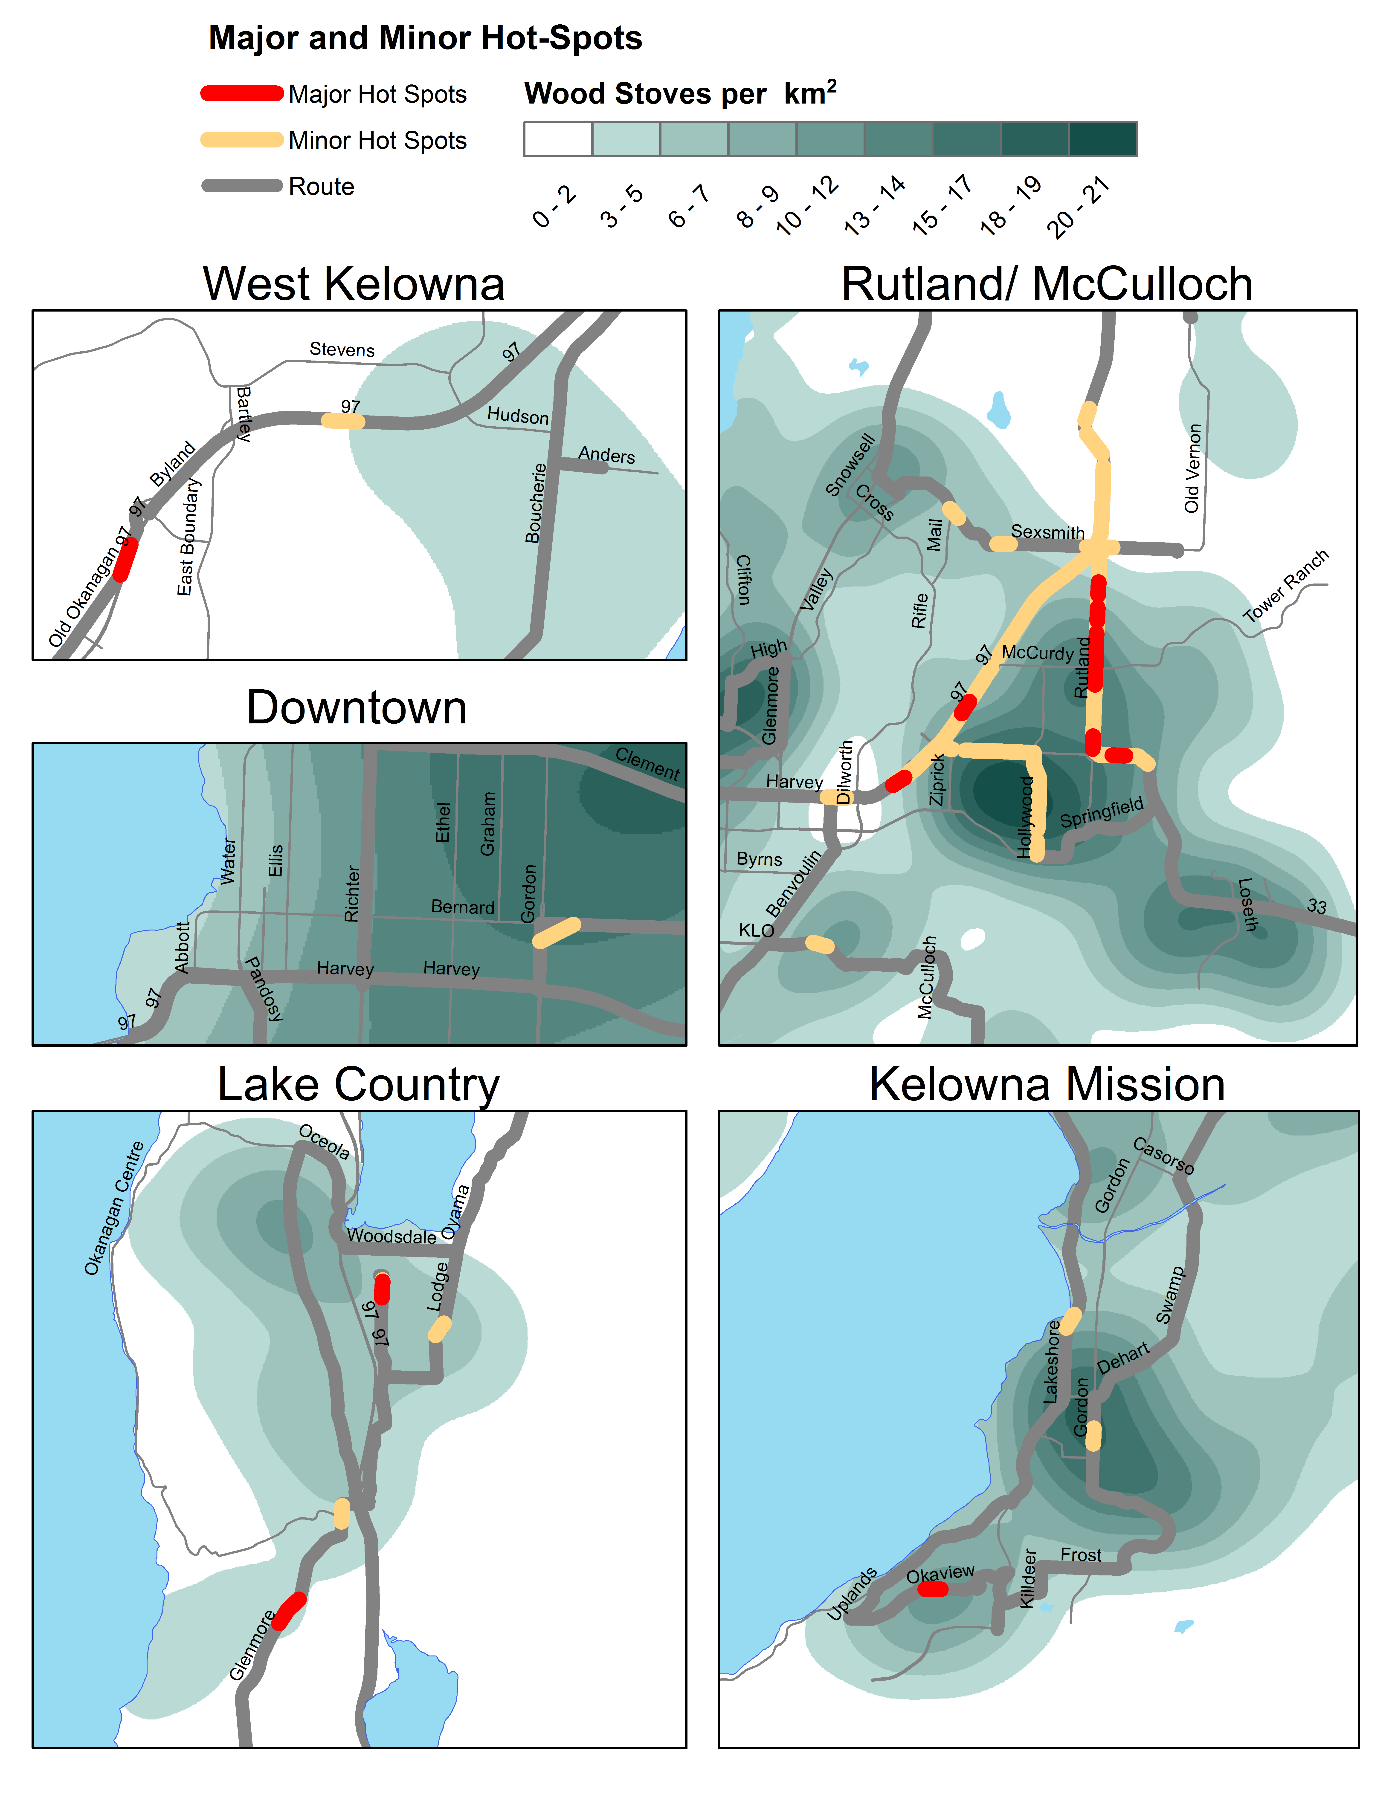 Major and Minor Hot-Spots
Major Hot Spots
Minor Hot Spots
Route
Wood Stoves per km²
0 - 2
3 - 5
6 - 7
8 - 9
10 - 12
13 - 14
15 - 17
18 - 19
20 - 21
West Kelowna
Stevens
97
97
Bartley
Hudson
Byland
Anders
Boucherie
97
97
East Boundary
Old Okanagan
Rutland/ McCulloch
Snowsell
Cross
Mail
Sexsmith
Old Vernon
Clifton
Valley
Rifle
Tower Ranch
High
97
McCurdy
Rutland
97
Glenmore
Harvey
Dilworth
Ziprick
Hollywood
Springfield
Byrns
Benvoulin
Loseth
33
KLO
McCulloch
Downtown
Clement
Water
Ellis
Ethel
Graham
Richter
Bernard
Gordon
Abbott
Harvey
Harvey
Pandosy
97
97
Lake Country
Oceola
Okanagan Centre
Oyama
Woodsdale
Lodge
97
97
Glenmore
Kelowna Mission
Casorso
Gordon
Swamp
Lakeshore
Dehart
Gordon
Frost
Okaview
Killdeer
Uplands